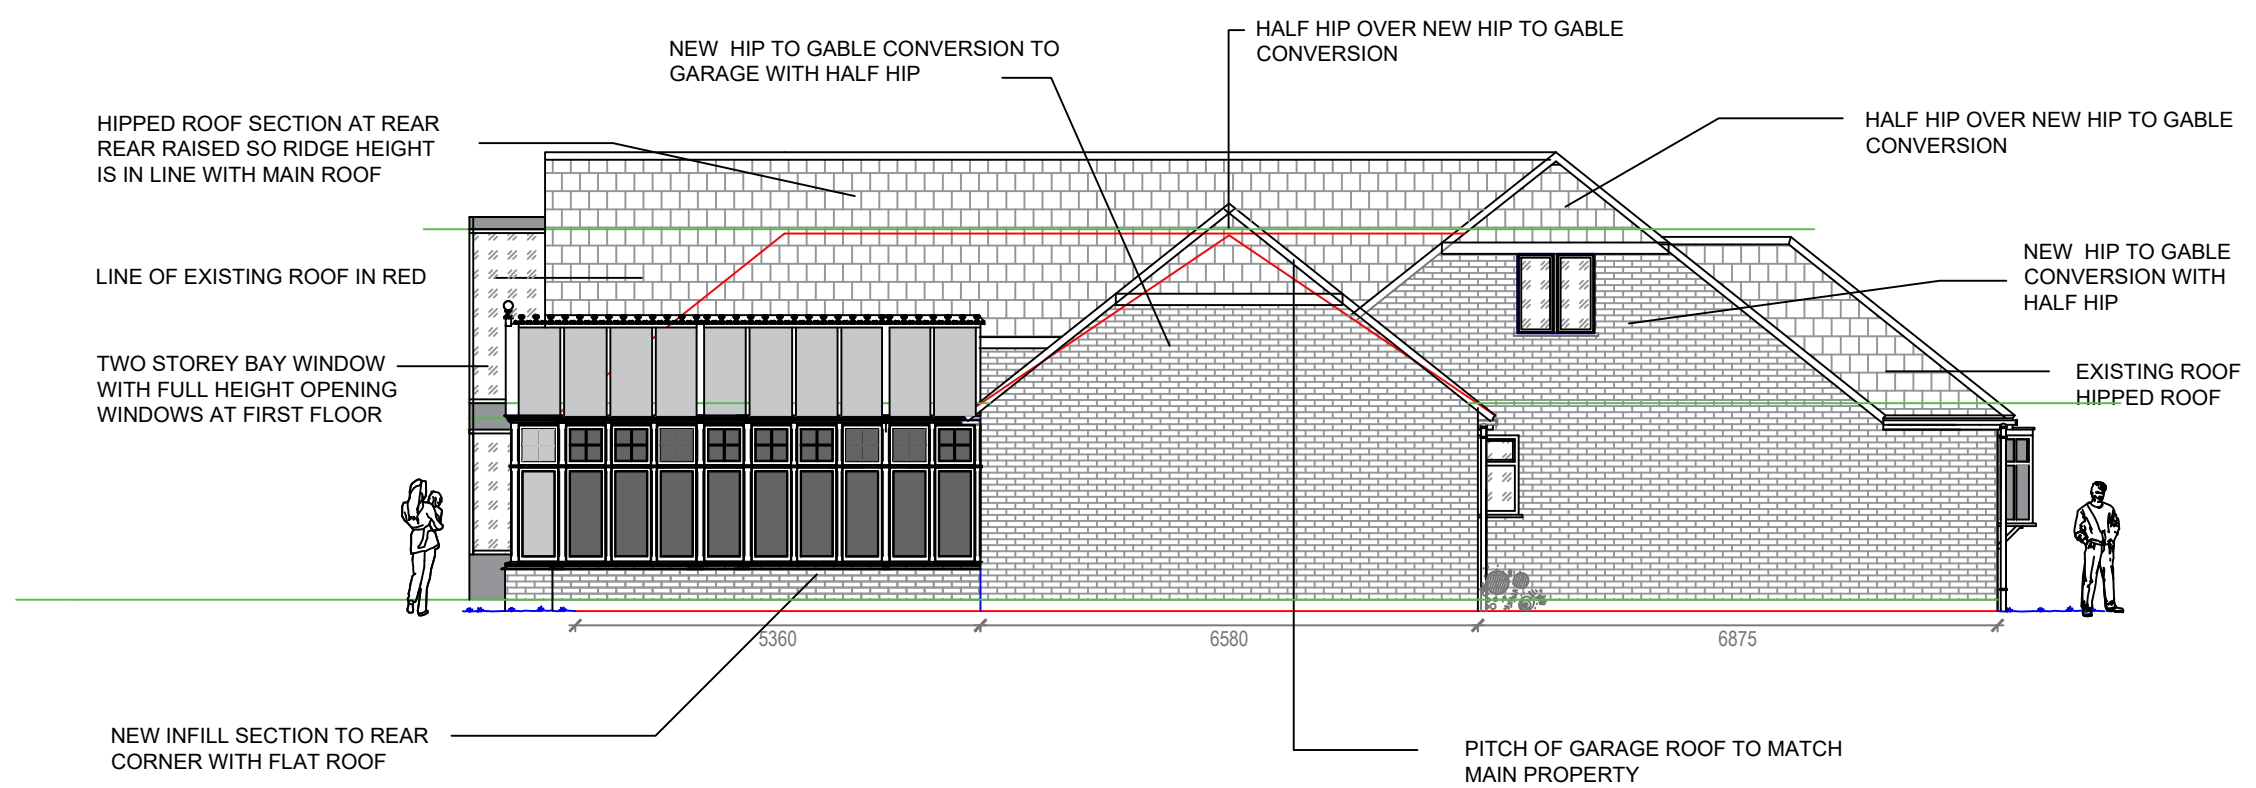 HALF HIP OVER NEW HIP TO GABLE
CONVERSION
NEW HIP TO GABLE CONVERSION TO
GARAGE WITH HALF HIP
HIPPED ROOF SECTION AT REAR
REAR RAISED SO RIDGE HEIGHT
IS IN LINE WITH MAIN ROOF
HALF HIP OVER NEW HIP TO GABLE
CONVERSION
NEW HIP TO GABLE
CONVERSION WITH
HALF HIP
LINE OF EXISTING ROOF IN RED
TWO STOREY BAY WINDOW
WITH FULL HEIGHT OPENING
WINDOWS AT FIRST FLOOR
EXISTING ROOF
HIPPED ROOF
5360
6580
6875
NEW INFILL SECTION TO REAR
CORNER WITH FLAT ROOF
PITCH OF GARAGE ROOF TO MATCH
MAIN PROPERTY